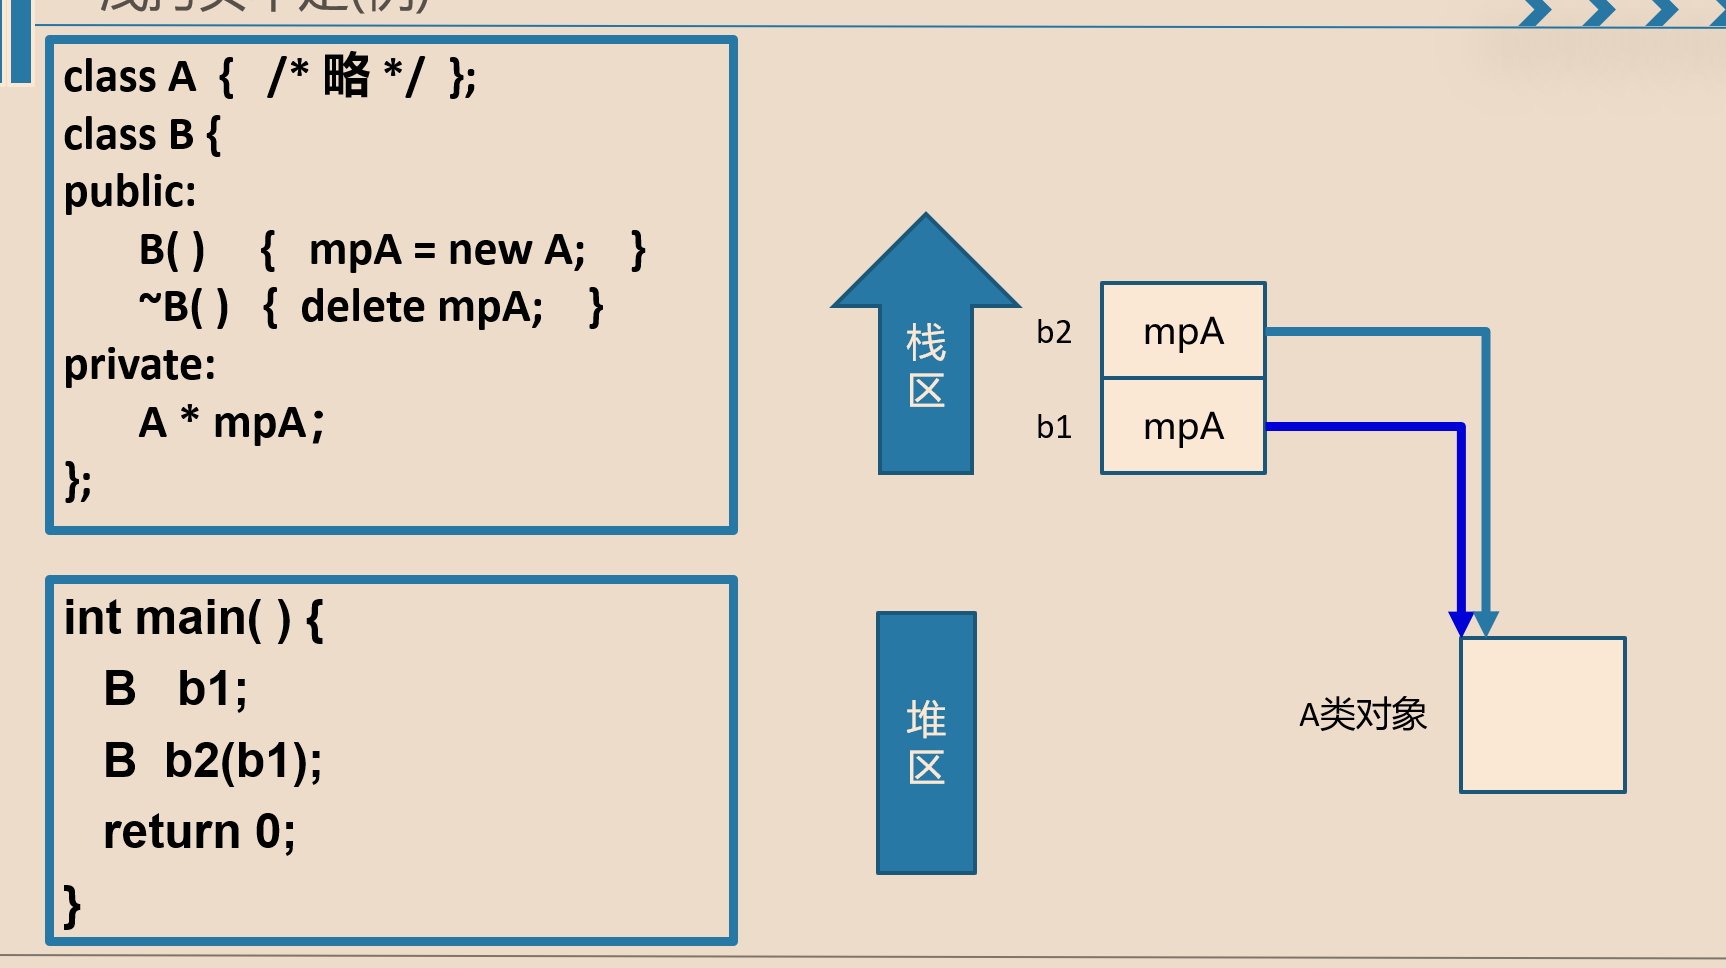 class A { /* 略 */ };
class B {
public:
B( ) { mpA = new A; }
~B( ) { delete mpA; }
private:
A * mpA;
};
int main( ) {
B b1;
B b2(b1);
return 0;
}
栈
区
b2 mpA
b1 mpA
堆
区
A类对象